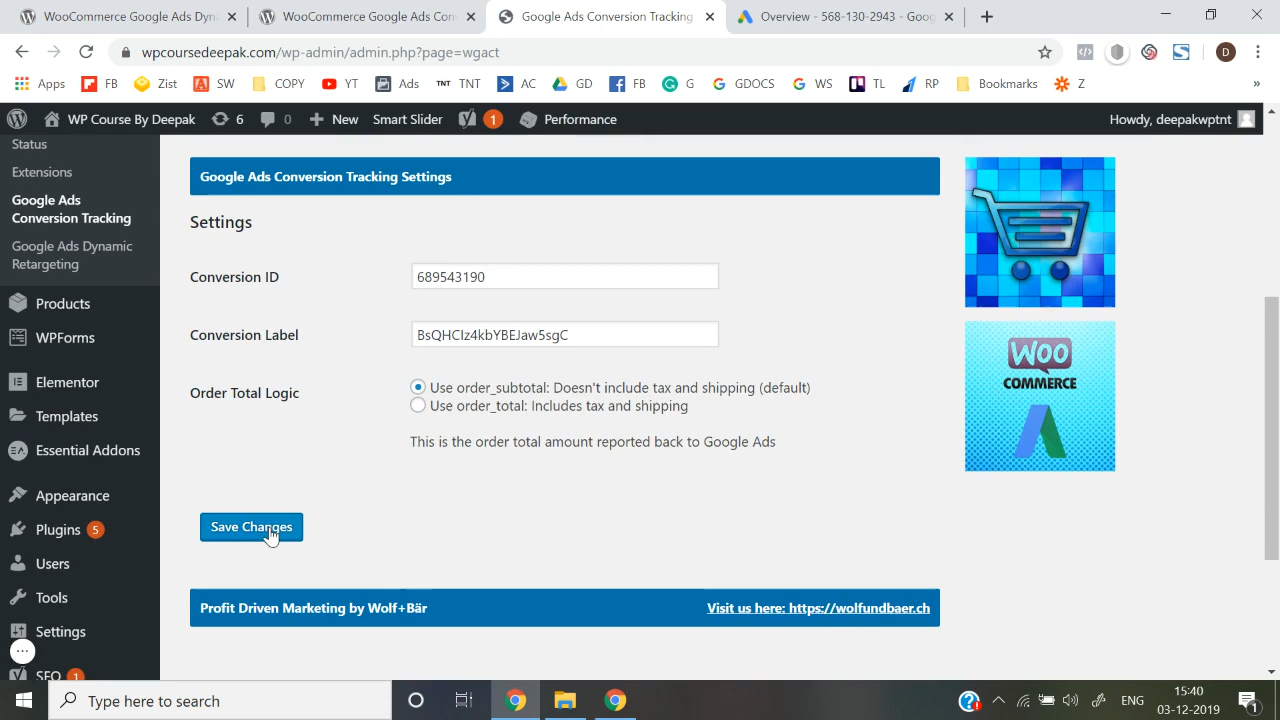 WooCommerce Google Ads Dyn
WooCommerce Google Ads Con
Google Ads Conversion Tracking
Overview - 568-130-2943 - Goog
wpcoursedeepak.com/wp-admin/admin.php?page=wgact
D
Apps
FB
Zist
SW
COPY
YT
Ads
TNT TNT
AC
GD
FB
G
GDOCS
WS
TL
RP
Bookmarks
Z
»
WP Course By Deepak
6
0
New
Smart Slider
1
Performance
Howdy, deepakwptnt
Status
Extensions
Google Ads
Conversion Tracking
Google Ads Dynamic
Retargeting
Products
WPForms
Elementor
Templates
Essential Addons
Appearance
Plugins 5
Users
Tools
Settings
SEO 1
Google Ads Conversion Tracking Settings
Settings
Conversion ID
689543190
Conversion Label
BsQHCIz4kbYBEJaw5sgC
Order Total Logic
Use order_subtotal: Doesn't include tax and shipping (default)
Use order_total: Includes tax and shipping
This is the order total amount reported back to Google Ads
Save Changes
Profit Driven Marketing by Wolf+Bär
Visit us here: https://wolfundbaer.ch
WOO
COMMERCE
Type here to search
ENG
15:40
03-12-2019
1